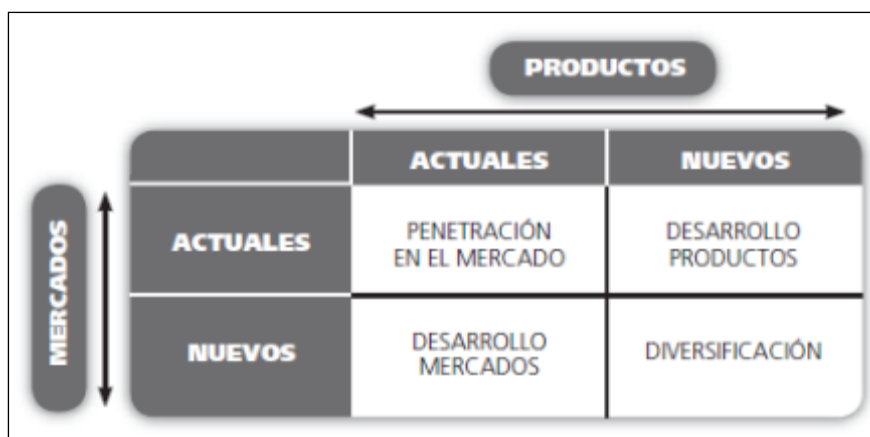 PRODUCTOS
ACTUALES NUEVOS
MERCADOS
ACTUALES
PENETRACIÓN
EN EL MERCADO
DESARROLLO
PRODUCTOS
NUEVOS
DESARROLLO
MERCADOS
DIVERSIFICACIÓN